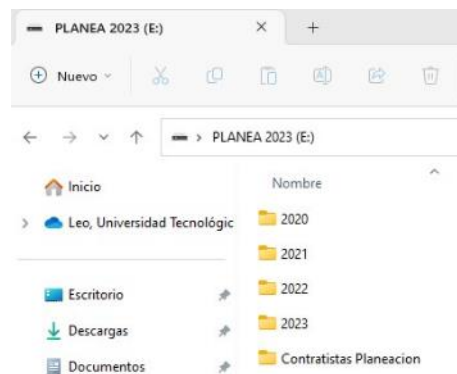 PLANEA 2023 (E:)
Nuevo
PLANEA 2023 (E:)
Inicio
Leo, Universidad Tecnológic
Escritorio
Descargas
Documentos
Nombre
2020
2021
2022
2023
Contratistas Planeacion